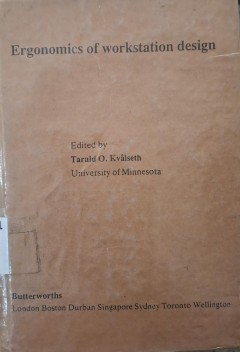 Ergonomics of workstation design
Edited by
Tarald O. Kvålseth
University of Minnesota
Butterworths
London Boston Durban Singapore Sydney Toronto Wellington